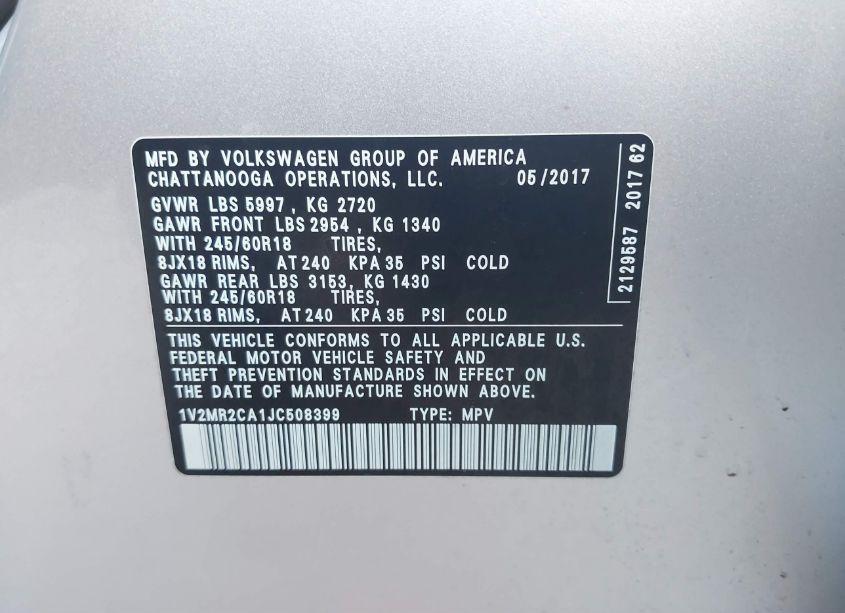 MFD BY VOLKSWAGEN GROUP OF AMERICA
CHATTANOOGA OPERATIONS, LLC. 05/2017
GVWR LBS 5997 , KG 2720
GAWR FRONT LBS 2954 , KG 1340
WITH 245/60R18 TIRES,
8JX18 RIMS, AT 240 KPA 35 PSI COLD
GAWR REAR LBS 3153, KG 1430
WITH 245/60R18 TIRES,
8JX18 RIMS, AT 240 KPA 35 PSI COLD
THIS VEHICLE CONFORMS TO ALL APPLICABLE U.S.
FEDERAL MOTOR VEHICLE SAFETY AND
THEFT PREVENTION STANDARDS IN EFFECT ON
THE DATE OF MANUFACTURE SHOWN ABOVE.
1V2MR2CA1JC508399 TYPE: MPV
2129587 2017 62